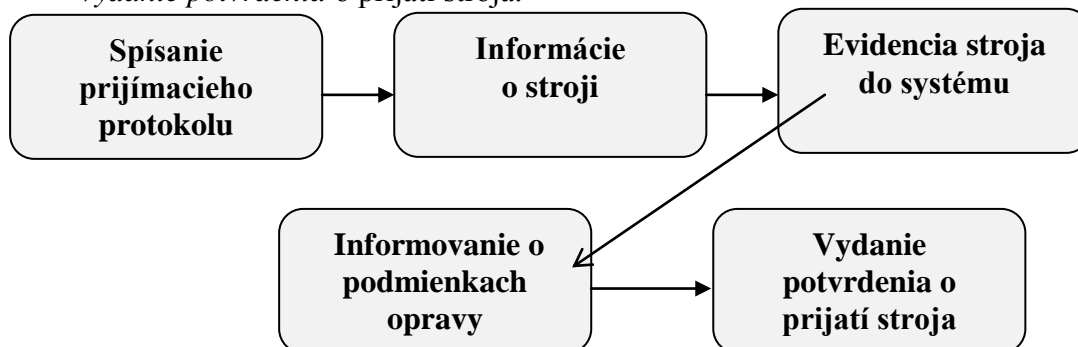 vydanie potvrdenia o prijatí stroja.
Spísanie
prijímacieho
protokolu
Informácie
o stroji
Evidencia stroja
do systému
Informovanie o
podmienkach
opravy
Vydanie
potvrdenia o
prijatí stroja